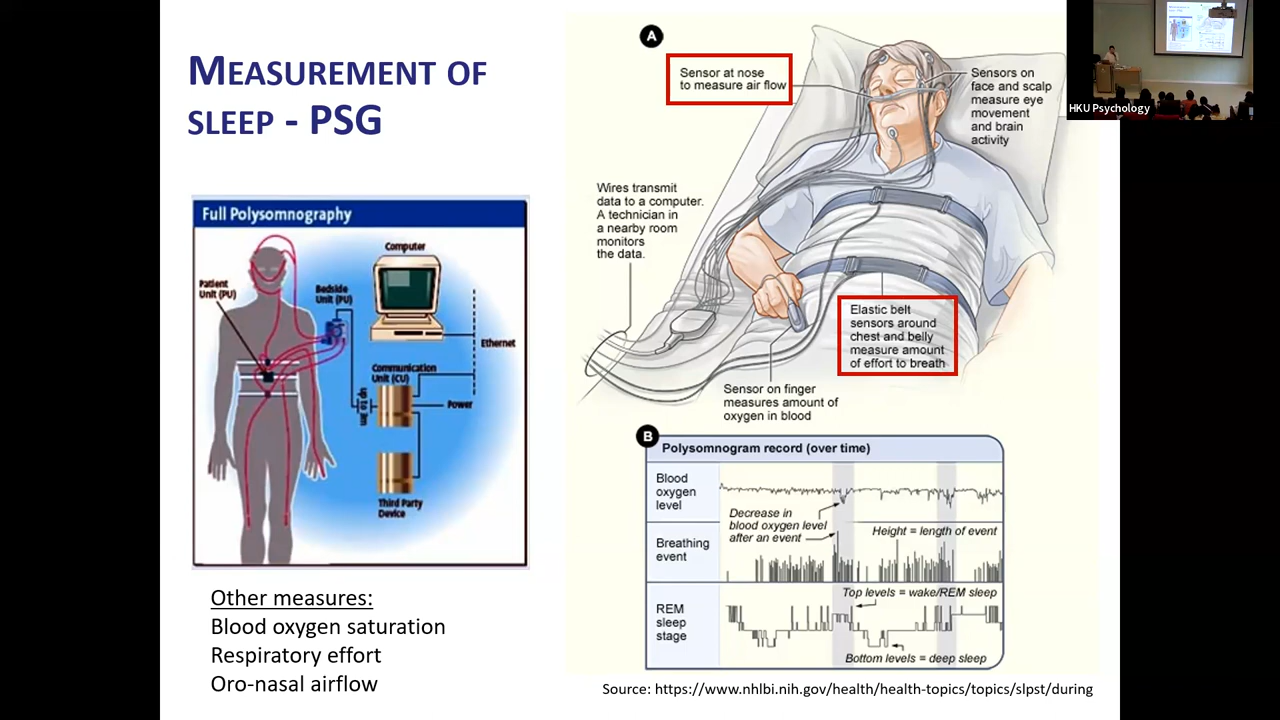 MEASUREMENT OF
SLEEP - PSG
Full Polysomnography
Computer
Patient
Unit (PU)
Bedside
Unit (PU)
Ethernet
Communication
Unit (CU)
up to 3m
Power
Third Party
Device
Other measures:
Blood oxygen saturation
Respiratory effort
Oro-nasal airflow
A
Sensor at nose
to measure air flow
Sensors on
face and scalp
measure eye
movement
and brain
activity
Wires transmit
data to a computer.
A technician in
a nearby room
monitors
the data.
Elastic belt
sensors around
chest and belly
measure amount
of effort to breath
Sensor on finger
measures amount of
oxygen in blood
B
Polysomnogram record (over time)
Blood
oxygen
level
Decrease in
blood oxygen level
after an event
Height = length of event
Breathing
event
Top levels = wake/REM sleep
REM
sleep
stage
Bottom levels = deep sleep
Source: https://www.nhlbi.nih.gov/health/health-topics/topics/slpst/during
HKU Psychology